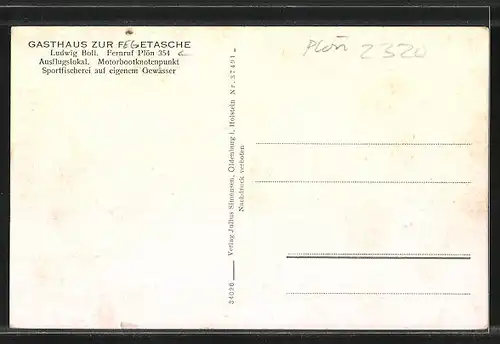 GASTHAUS ZUR FEGETASCHE
Ludwig Boll. Fernruf Plön 354
Ausflugslokal, Motorbootknotenpunkt
Sportfischerei auf eigenem Gewässer
Plön 2320
34026 Verlag Julius Simonsen, Oldenburg i. Holstein Nr. 37491
Nachdruck verboten